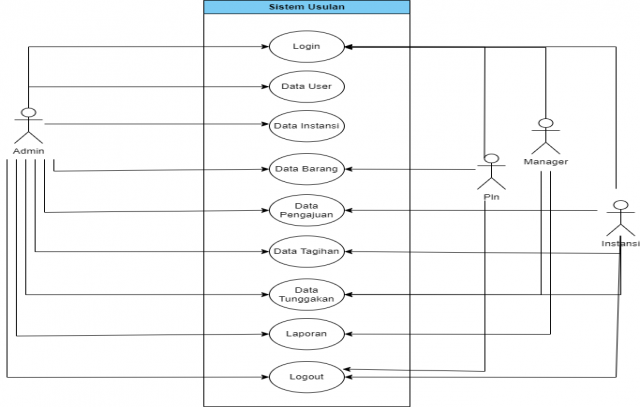 Sistem Usulan
Login
Data User
Data Instansi
Admin
Manager
Data Barang
Pln
Data
Pengajuan
Instansi
Data Tagihan
Data
Tunggakan
Laporan
Logout